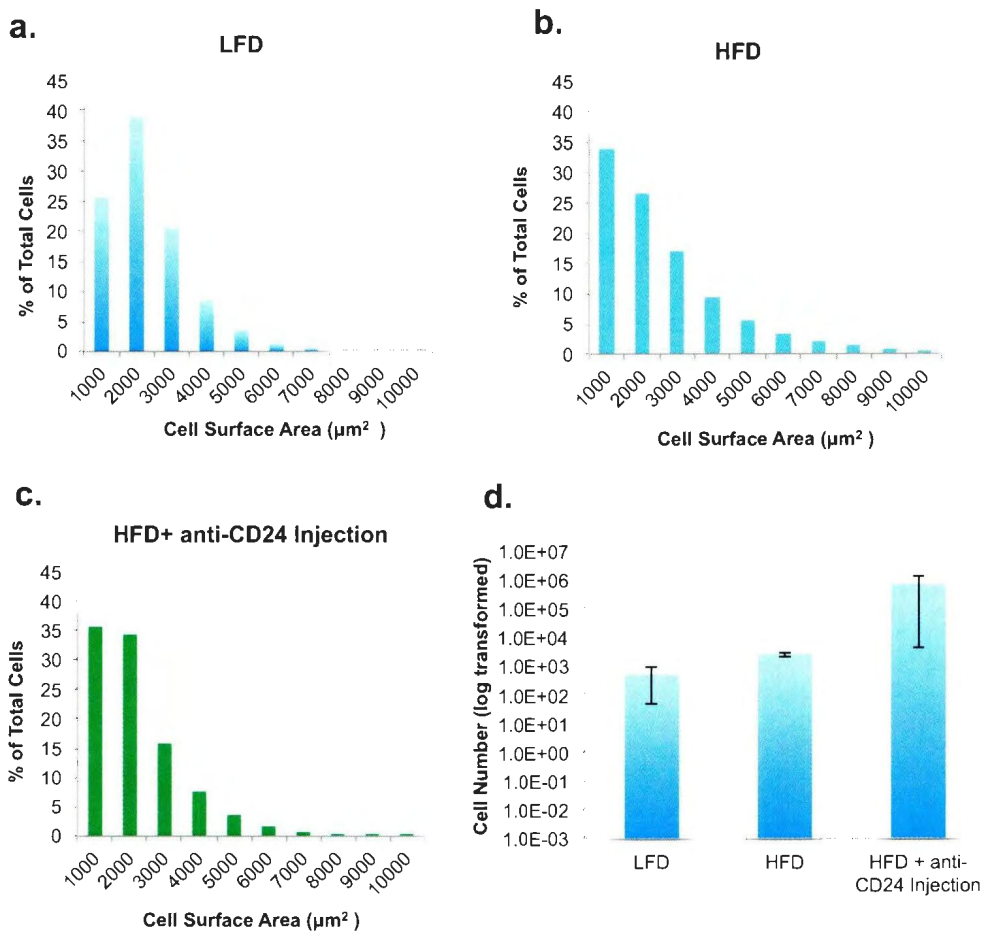 a.
LFD
45
40
35
30
25
20
15
10
5
0
% of Total Cells
1000
2000
3000
4000
5000
6000
7000
8000
9000
10000
Cell Surface Area (µm² )
b.
HFD
45
40
35
30
25
20
15
10
5
0
% of Total Cells
1000
2000
3000
4000
5000
6000
7000
8000
9000
10000
Cell Surface Area (µm² )
c.
HFD+ anti-CD24 Injection
45
40
35
30
25
20
15
10
5
0
% of Total Cells
1000
2000
3000
4000
5000
6000
7000
8000
9000
10000
Cell Surface Area (µm² )
d.
Cell Number (log transformed)
1.0E+07
1.0E+06
1.0E+05
1.0E+04
1.0E+03
1.0E+02
1.0E+01
1.0E+00
1.0E-01
1.0E-02
1.0E-03
LFD
HFD
HFD + anti-
CD24 Injection